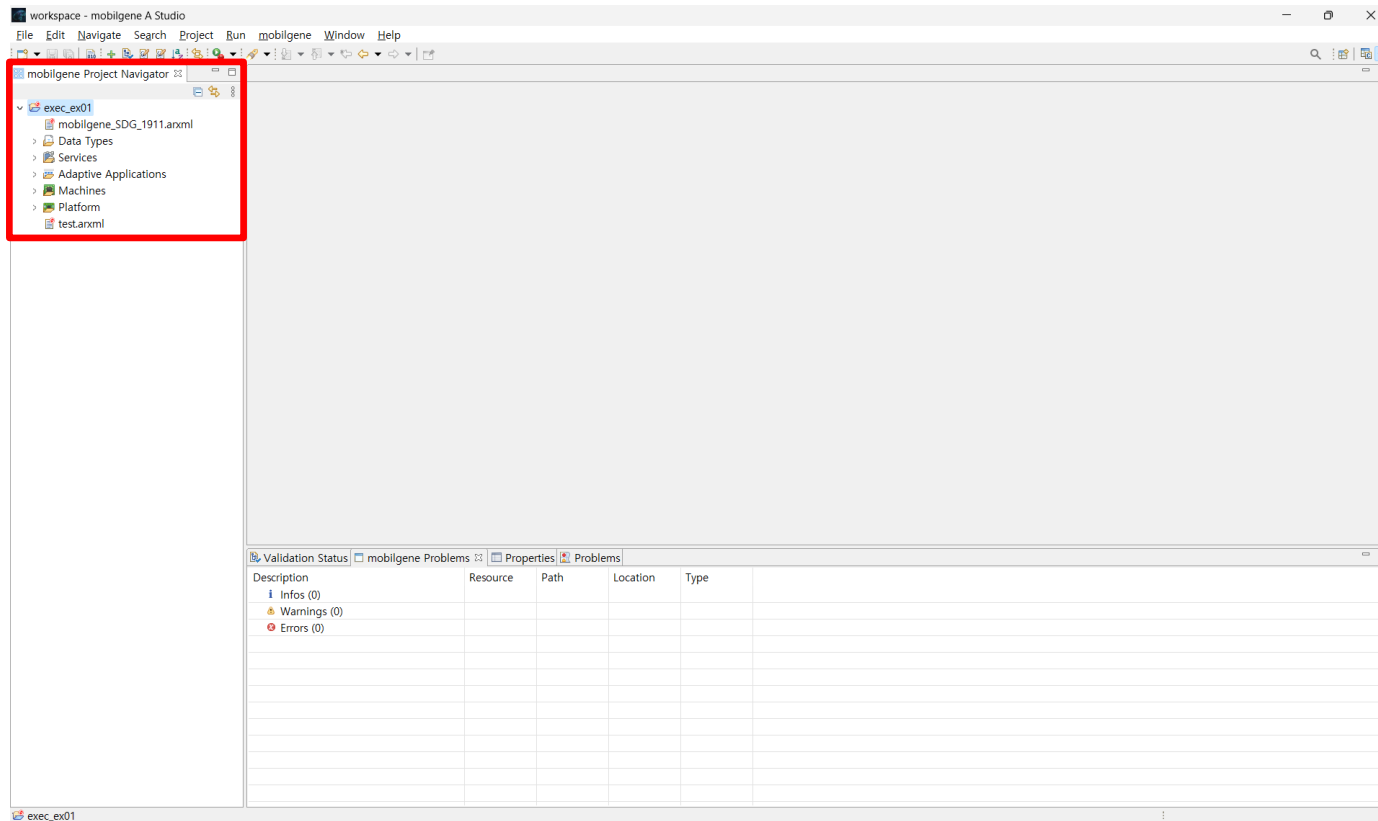 workspace - mobilgene A Studio
File Edit Navigate Search Project Run mobilgene Window Help
mobilgene Project Navigator
exec_ex01
mobilgene_SDG_1911.arxml
Data Types
Services
Adaptive Applications
Machines
Platform
test.arxml
Validation Status mobilgene Problems Properties Problems
Description Resource Path Location Type
Infos (0)
Warnings (0)
Errors (0)
exec_ex01